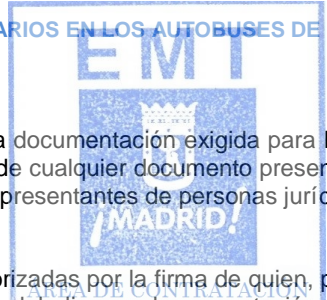 RIOS EN LOS AUTOBUSES DE
EMT
a documentación exigida para
de cualquier documento presen
presentantes de personas juríd
¡MADRID!
orizadas por la firma de quien, p
ÁREA DE CONTRATACIÓN